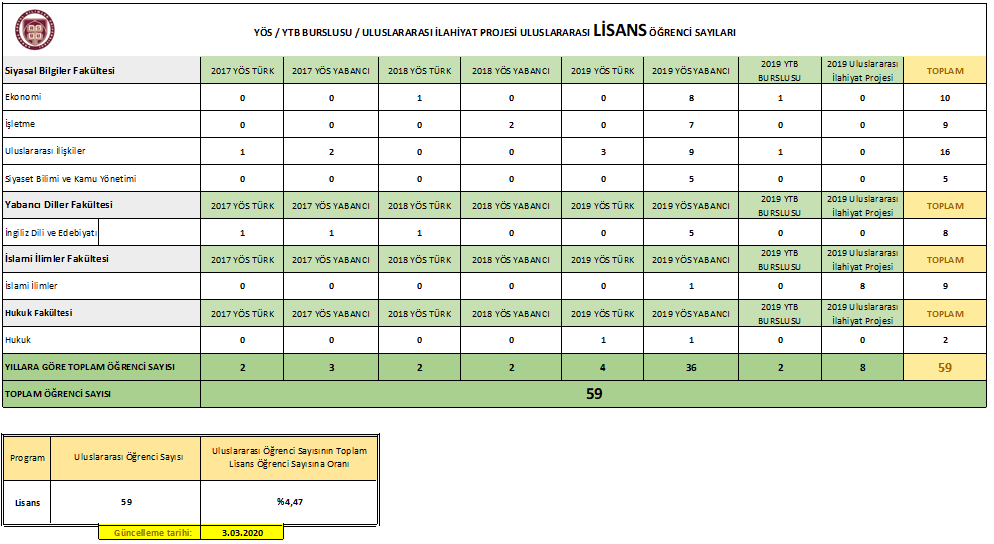 YÖS / YTB BURSLUSU / ULUSLARARASI İLAHİYAT PROJESİ ULUSLARARASI LİSANS ÖĞRENCİ SAYILARI
Siyasal Bilgiler Fakültesi 2017 YÖS TÜRK 2017 YÖS YABANCI 2018 YÖS TÜRK 2018 YÖS YABANCI 2019 YÖS TÜRK 2019 YÖS YABANCI 2019 YTB BURSLUSU 2019 Uluslararası İlahiyat Projesi TOPLAM
Ekonomi 0 0 1 0 0 8 1 0 10
İşletme 0 0 0 2 0 7 0 0 9
Uluslararası İlişkiler 1 2 0 0 3 9 1 0 16
Siyaset Bilimi ve Kamu Yönetimi 0 0 0 0 0 5 0 0 5
Yabancı Diller Fakültesi 2017 YÖS TÜRK 2017 YÖS YABANCI 2018 YÖS TÜRK 2018 YÖS YABANCI 2019 YÖS TÜRK 2019 YÖS YABANCI 2019 YTB BURSLUSU 2019 Uluslararası İlahiyat Projesi TOPLAM
İngiliz Dili ve Edebiyatı 1 1 1 0 0 5 0 0 8
İslami İlimler Fakültesi 2017 YÖS TÜRK 2017 YÖS YABANCI 2018 YÖS TÜRK 2018 YÖS YABANCI 2019 YÖS TÜRK 2019 YÖS YABANCI 2019 YTB BURSLUSU 2019 Uluslararası İlahiyat Projesi TOPLAM
İslami İlimler 0 0 0 0 0 1 0 8 9
Hukuk Fakültesi 2017 YÖS TÜRK 2017 YÖS YABANCI 2018 YÖS TÜRK 2018 YÖS YABANCI 2019 YÖS TÜRK 2019 YÖS YABANCI 2019 YTB BURSLUSU 2019 Uluslararası İlahiyat Projesi TOPLAM
Hukuk 0 0 0 0 1 1 0 0 2
YILLARA GÖRE TOPLAM ÖĞRENCİ SAYISI 2 3 2 2 4 36 2 8 59
TOPLAM ÖĞRENCİ SAYISI 59
Program Uluslararası Öğrenci Sayısı Uluslararası Öğrenci Sayısının Toplam Lisans Öğrenci Sayısına Oranı
Lisans 59 %4,47
Güncelleme tarihi: 3.03.2020